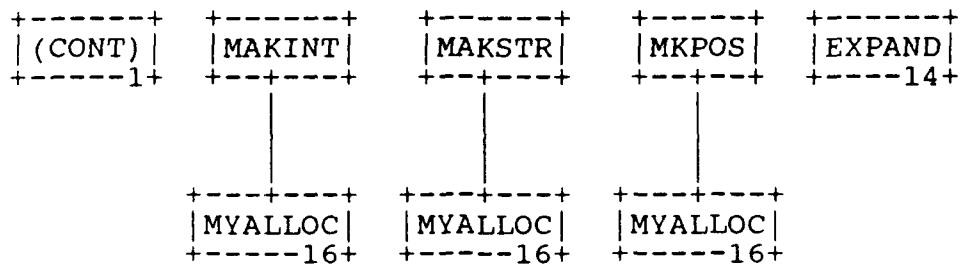 (CONT) MAKINT MAKSTR MKPOS EXPAND
1 14
MYALLOC MYALLOC MYALLOC
16 16 16